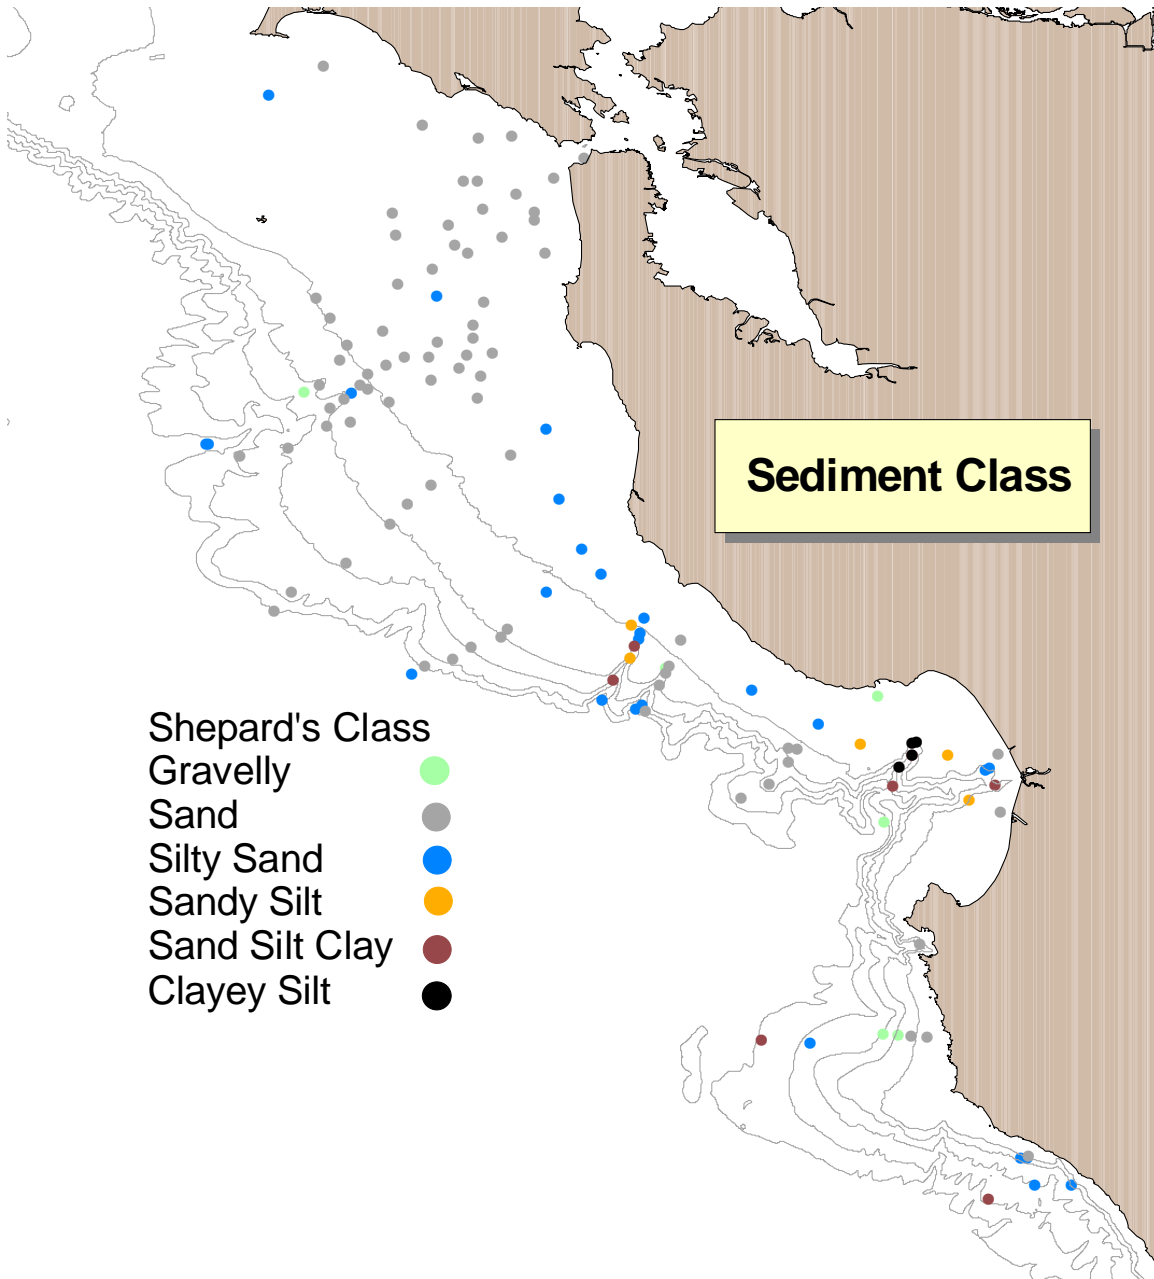 Sediment Class
Shepard's Class
Gravelly
Sand
Silty Sand
Sandy Silt
Sand Silt Clay
Clayey Silt